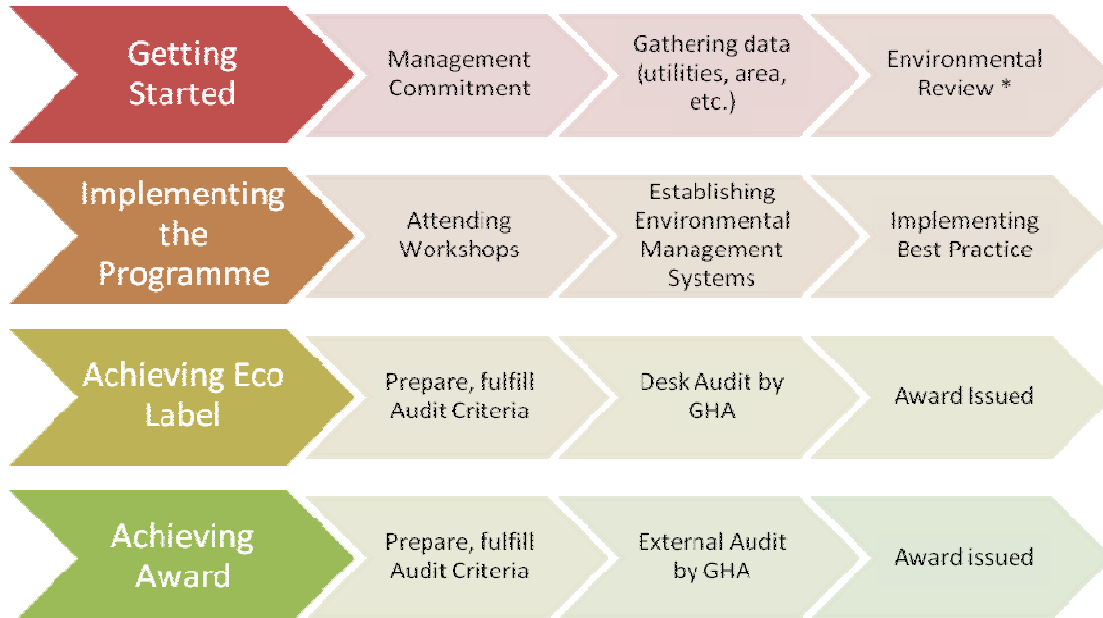 Getting
Started
Management
Commitment
Gathering data
(utilities, area,
etc.)
Environmental
Review *
Implementing
the
Programme
Attending
Workshops
Establishing
Environmental
Management
Systems
Implementing
Best Practice
Achieving Eco
Label
Prepare, fulfill
Audit Criteria
Desk Audit by
GHA
Award Issued
Achieving
Award
Prepare, fulfill
Audit Criteria
External Audit
by GHA
Award issued